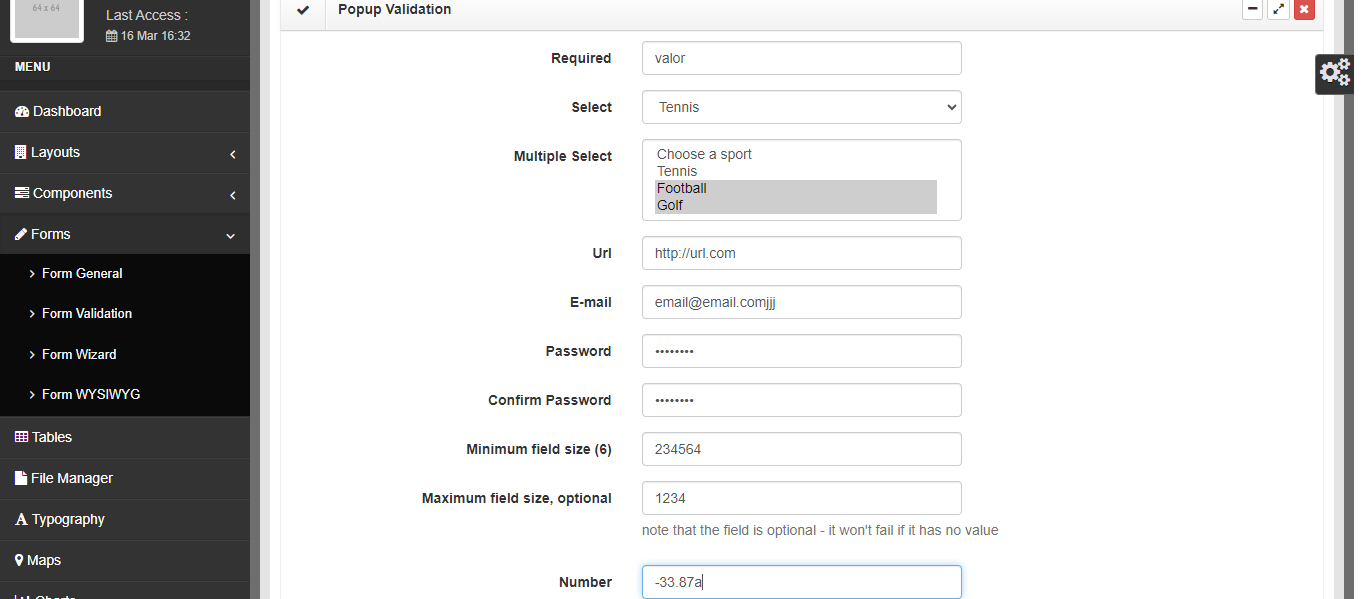 64 x 64
Last Access :
16 Mar 16:32
MENU
Dashboard
Layouts
Components
Forms
Form General
Form Validation
Form Wizard
Form WYSIWYG
Tables
File Manager
Typography
Maps
Charts
Popup Validation
Required valor
Select Tennis
Multiple Select Choose a sport
Tennis
Football
Golf
Url http://url.com
E-mail email@email.comjjj
Password ••••••••
Confirm Password ••••••••
Minimum field size (6) 234564
Maximum field size, optional 1234
note that the field is optional - it won't fail if it has no value
Number -33.87a